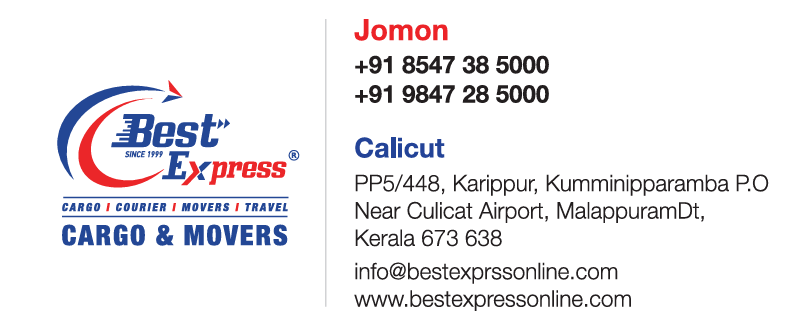 Best
SINCE 1999
Express®
CARGO I COURIER I MOVERS I TRAVEL
CARGO & MOVERS
Jomon
+91 8547 38 5000
+91 9847 28 5000
Calicut
PP5/448, Karippur, Kumminipparamba P.O
Near Culicat Airport, MalappuramDt,
Kerala 673 638
info@bestexprssonline.com
www.bestexpressonline.com